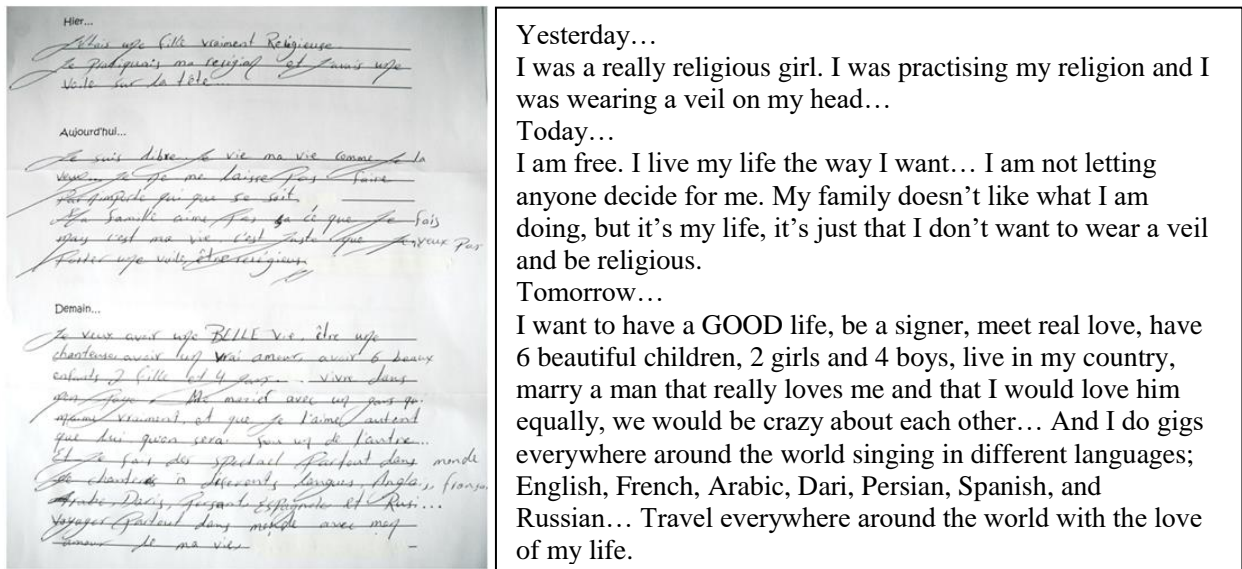 Hier...
J'étais une fille vraiment Religieuse.
Je pratiquais ma religion et j'avais une
voile sur la tête...
Aujourd'hui...
Je suis libre Je vie ma vie comme Je la
veux... Je ne me laisse Pas faire
Par n'importe qui que se soit.
Ma famille aime Pas sa ce que Je fais
mais c'est ma vie c'est Juste que Je veux Pas
Porter une voile, être religieuse
Demain...
Je veux avoir une BELLE Vie, être une
chanteuse avoir un vrai amour, avoir 6 beaux
enfants 2 fille et 4 gars... vivre dans
mon Me marier avec un gars qui
m'aime vraiment et que Je l'aime autant
que lui qu'on sera fou un de l'autre...
Et Je fais des spectacl Partout dans monde
Je chanterais différents langues, Anglais, français
Arabe, Daris, Persante, Espagnoles et Rusi...
voyager Partout dans monde avec mon
amour de ma vie
Yesterday…
I was a really religious girl. I was practising my religion and I
was wearing a veil on my head…
Today…
I am free. I live my life the way I want… I am not letting
anyone decide for me. My family doesn't like what I am
doing, but it's my life, it's just that I don't want to wear a veil
and be religious.
Tomorrow…
I want to have a GOOD life, be a signer, meet real love, have
6 beautiful children, 2 girls and 4 boys, live in my country,
marry a man that really loves me and that I would love him
equally, we would be crazy about each other… And I do gigs
everywhere around the world singing in different languages;
English, French, Arabic, Dari, Persian, Spanish, and
Russian… Travel everywhere around the world with the love
of my life.